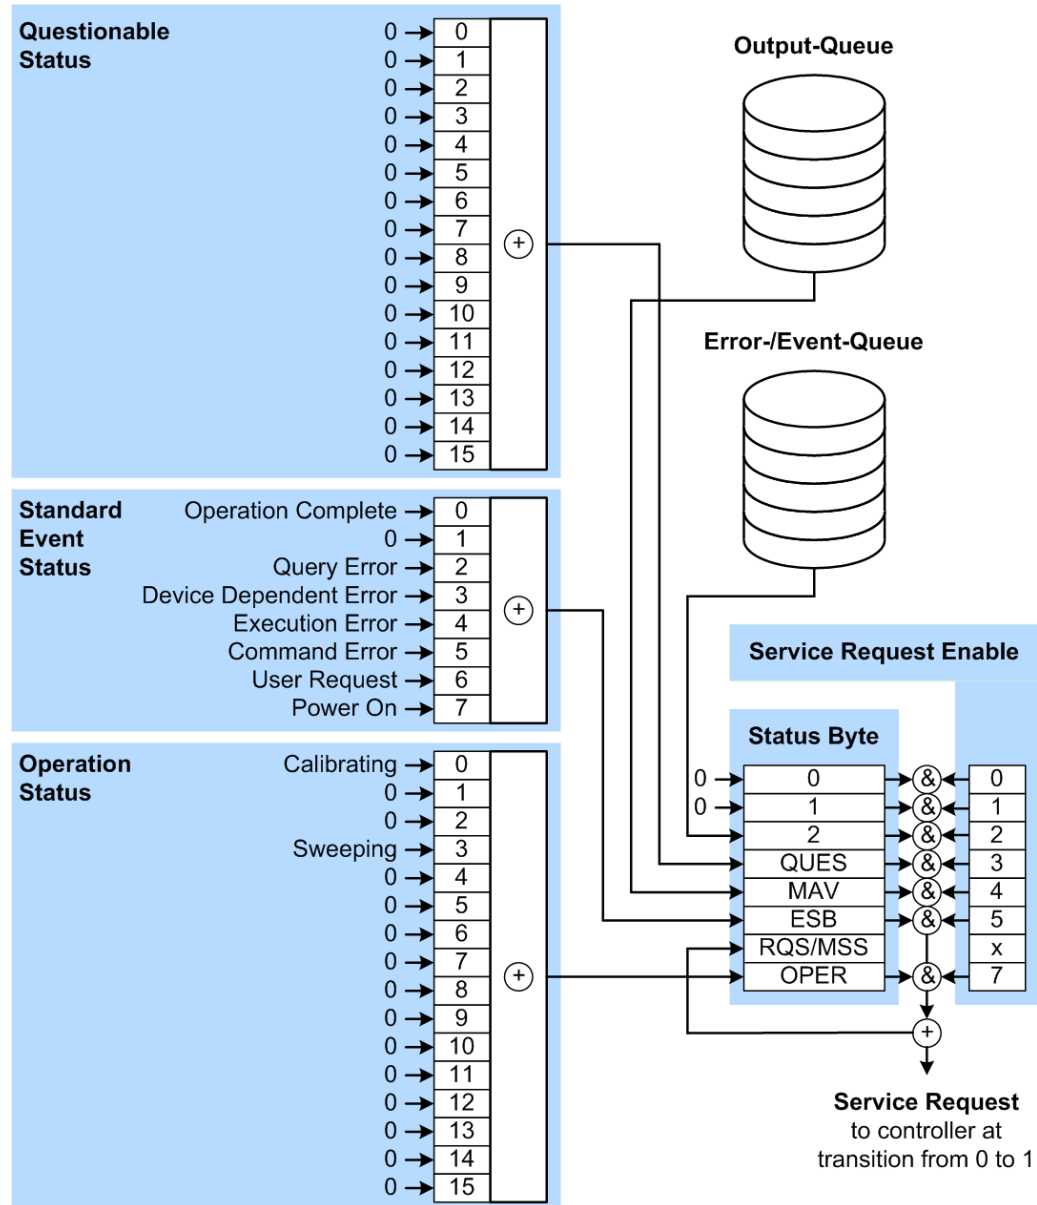 Questionable
Status
0 0
0 1
0 2
0 3
0 4
0 5
0 6
0 7
0 8
0 9
0 10
0 11
0 12
0 13
0 14
0 15
+
Output-Queue
Error-/Event-Queue
Standard
Event
Status
Operation Complete 0
0 1
Query Error 2
Device Dependent Error 3
Execution Error 4
Command Error 5
User Request 6
Power On 7
+
Operation
Status
Calibrating 0
0 1
0 2
Sweeping 3
0 4
0 5
0 6
0 7
0 8
0 9
0 10
0 11
0 12
0 13
0 14
0 15
+
Service Request Enable
Status Byte
0 0 & 0
0 1 & 1
2 & 2
QUES & 3
MAV & 4
ESB & 5
RQS/MSS x
OPER & 7
+
Service Request
to controller at
transition from 0 to 1